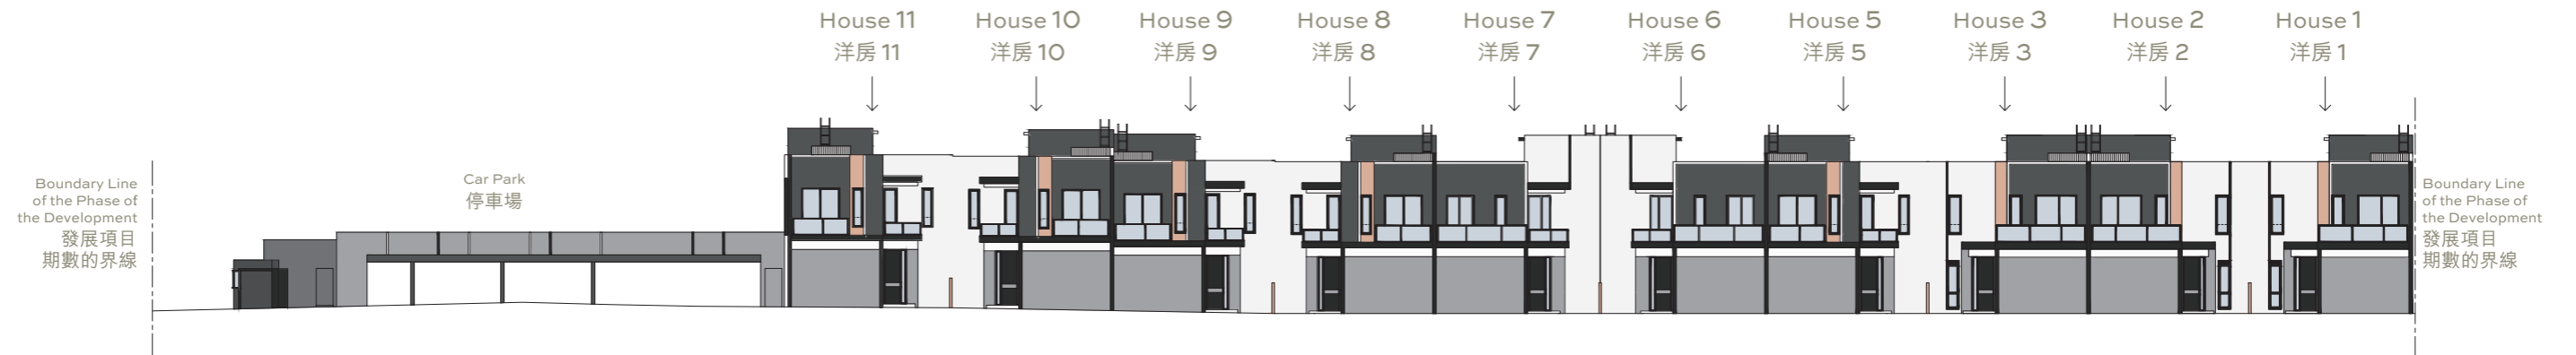 House 11
洋房 11
House 10
洋房 10
House 9
洋房 9
House 8
洋房 8
House 7
洋房 7
House 6
洋房 6
House 5
洋房 5
House 3
洋房 3
House 2
洋房 2
House 1
洋房 1
Boundary Line
of the Phase of
the Development
發展項目
期數的界線
Car Park
停車場
Boundary Line
of the Phase of
the Development
發展項目
期數的界線